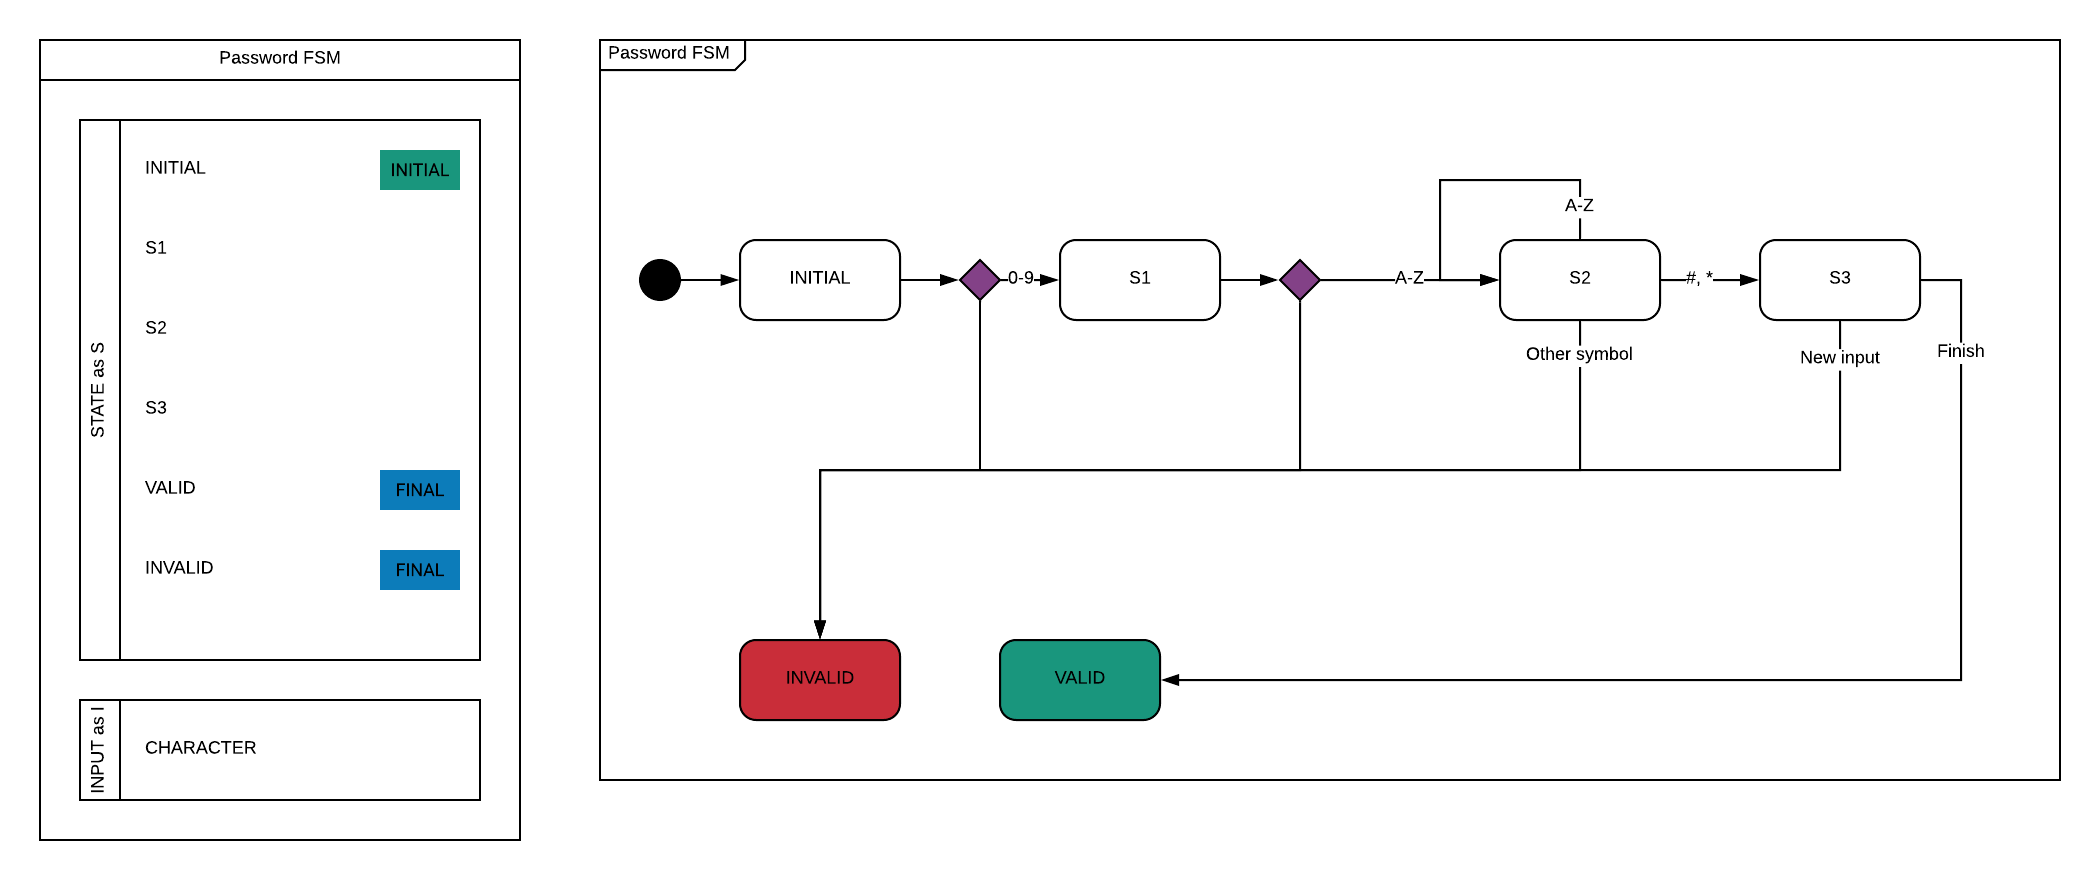 Password FSM
STATE as S
INITIAL
INITIAL
S1
S2
S3
VALID
FINAL
INVALID
FINAL
INPUT as I
CHARACTER
Password FSM
A-Z
INITIAL
0-9
S1
A-Z
S2
#, *
S3
Other symbol
New input
Finish
INVALID
VALID